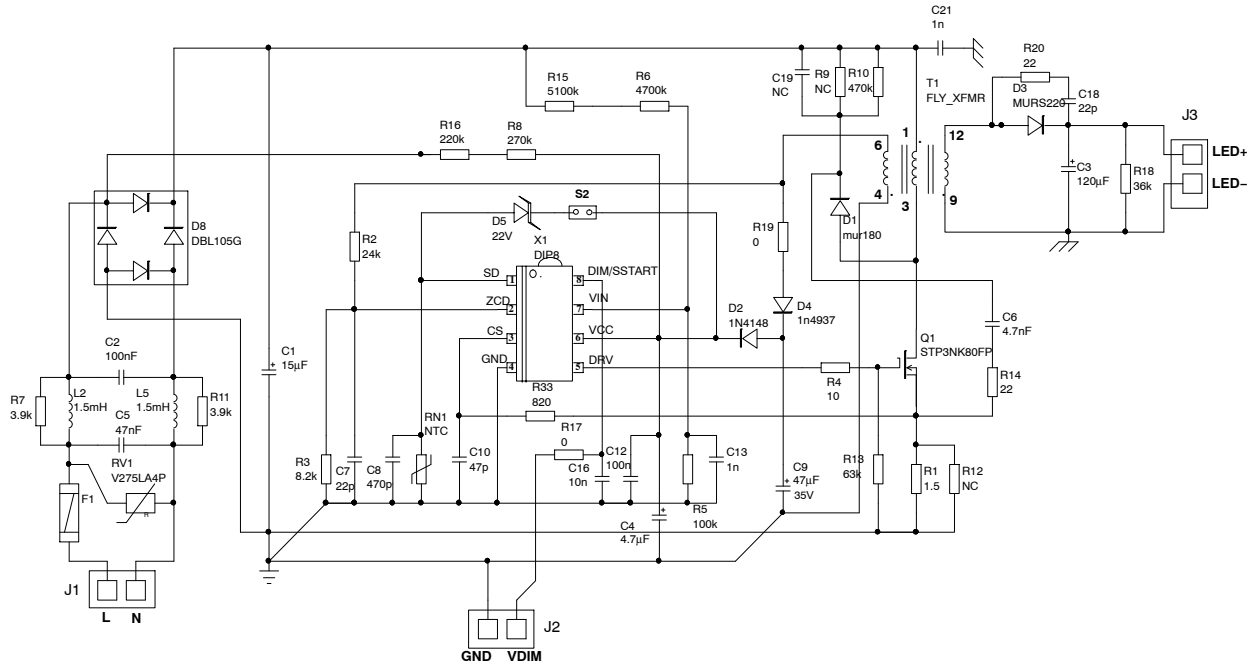 C21
1n
R20
22
R15
5100k
R6
4700k
C19
NC
R9
NC
R10
470k
T1
FLY_XFMR
D3
MURS220
C18
22p
J3
R16
220k
R8
270k
6
1
12
LED+
C3
120µF
R18
36k
LED–
4
3
9
S2
D5
22V
D8
DBL105G
R2
24k
X1
DIP8
R19
0
D1
mur180
SD
1
8
DIM/SSTART
ZCD
2
7
VIN
CS
3
6
VCC
GND
4
5
DRV
D2
1N4148
D4
1n4937
C6
4.7nF
Q1
STP3NK80FP
C2
100nF
C1
15µF
R4
10
R14
22
R7
3.9k
L2
1.5mH
L5
1.5mH
R11
3.9k
C5
47nF
R33
820
RN1
NTC
R17
0
RV1
V275LA4P
R3
8.2k
C7
22p
C8
470p
C10
47p
C16
10n
C12
100n
C13
1n
C9
47µF
35V
R13
63k
R1
1.5
R12
NC
F1
R
R5
100k
C4
4.7µF
J1
L
N
J2
GND
VDIM